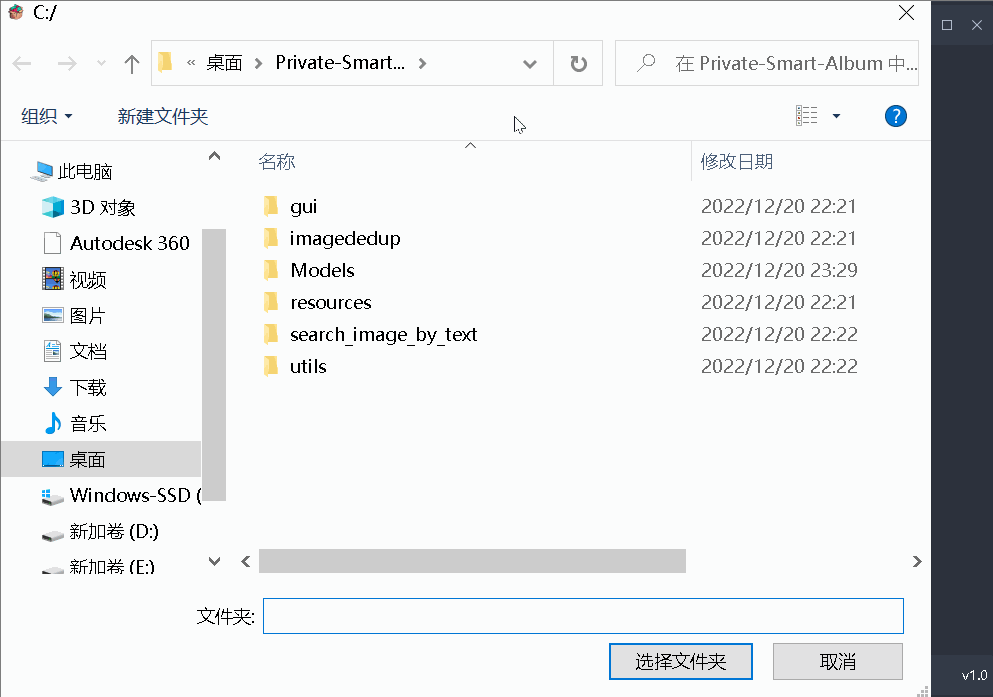 C:/
« 桌面 > Private-Smart... >
在 Private-Smart-Album 中...
组织
新建文件夹
?
此电脑
3D 对象
Autodesk 360
视频
图片
文档
下载
音乐
桌面
Windows-SSD (
新加卷 (D:)
新加卷 (E:)
名称 修改日期
gui 2022/12/20 22:21
imagededup 2022/12/20 22:21
Models 2022/12/20 23:29
resources 2022/12/20 22:21
search_image_by_text 2022/12/20 22:22
utils 2022/12/20 22:22
文件夹:
选择文件夹 取消
v1.0